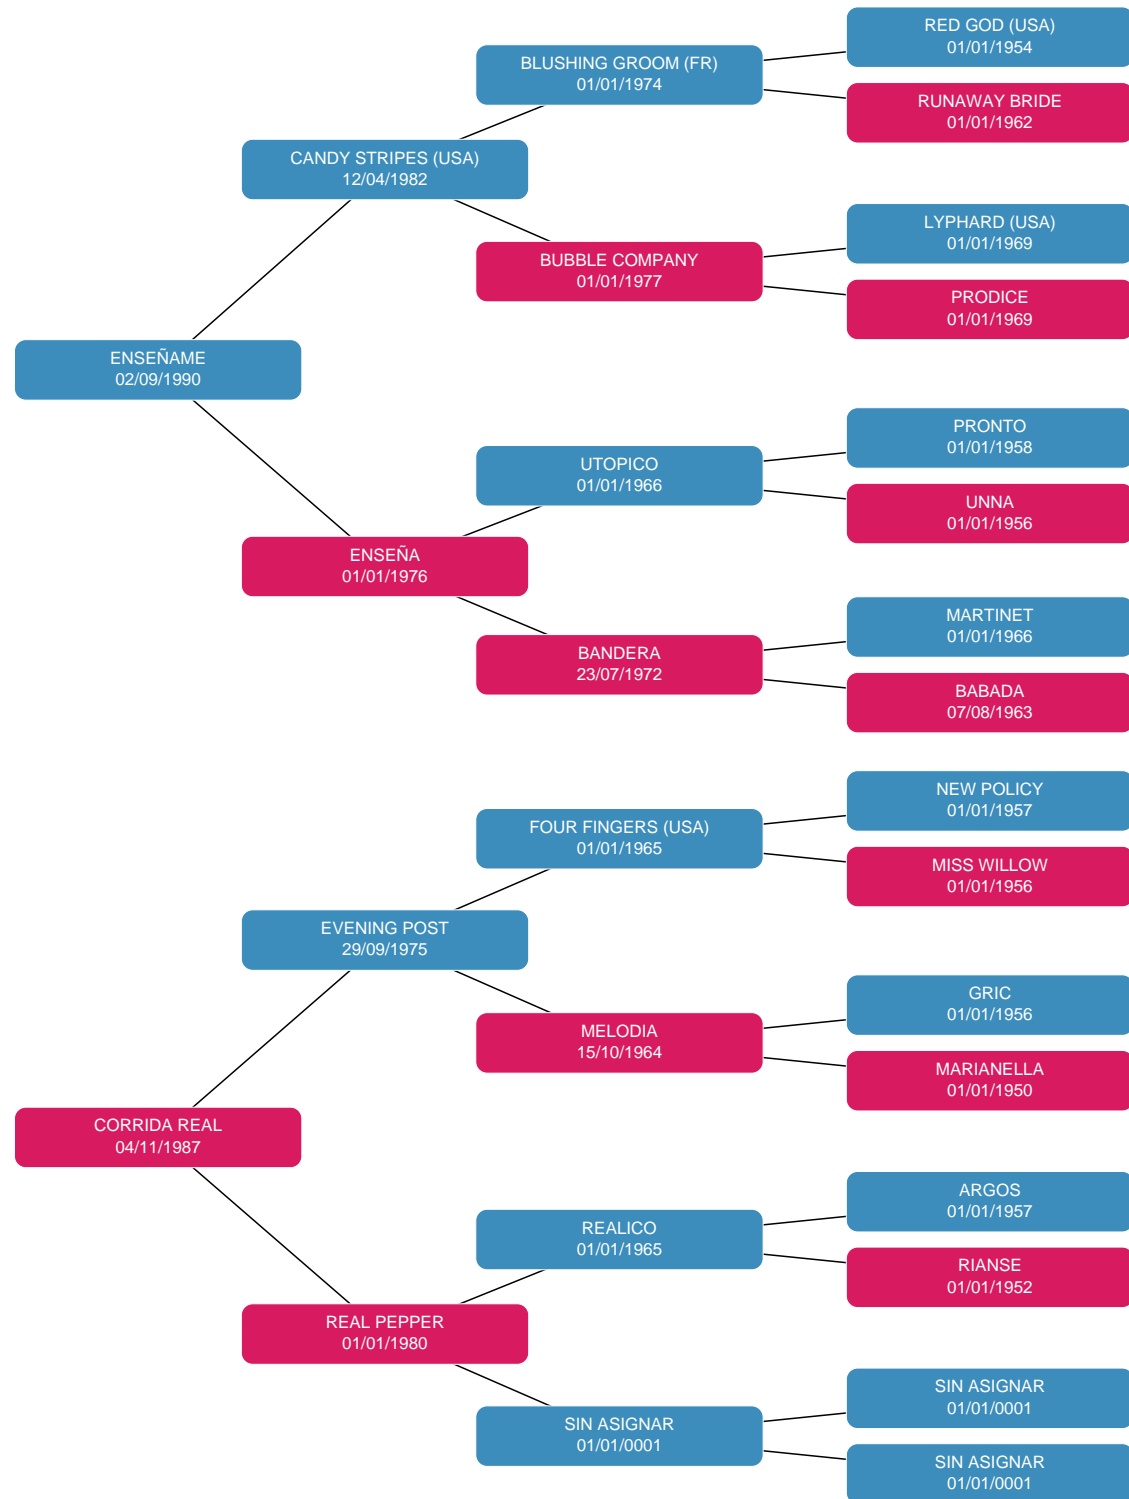 RED GOD (USA)
01/01/1954
BLUSHING GROOM (FR)
01/01/1974
RUNAWAY BRIDE
01/01/1962
CANDY STRIPES (USA)
12/04/1982
LYPHARD (USA)
01/01/1969
BUBBLE COMPANY
01/01/1977
PRODICE
01/01/1969
ENSEÑAME
02/09/1990
PRONTO
01/01/1958
UTOPICO
01/01/1966
UNNA
01/01/1956
ENSEÑA
01/01/1976
MARTINET
01/01/1966
BANDERA
23/07/1972
BABADA
07/08/1963
NEW POLICY
01/01/1957
FOUR FINGERS (USA)
01/01/1965
MISS WILLOW
01/01/1956
EVENING POST
29/09/1975
GRIC
01/01/1956
MELODIA
15/10/1964
MARIANELLA
01/01/1950
CORRIDA REAL
04/11/1987
ARGOS
01/01/1957
REALICO
01/01/1965
RIANSE
01/01/1952
REAL PEPPER
01/01/1980
SIN ASIGNAR
01/01/0001
SIN ASIGNAR
01/01/0001
SIN ASIGNAR
01/01/0001